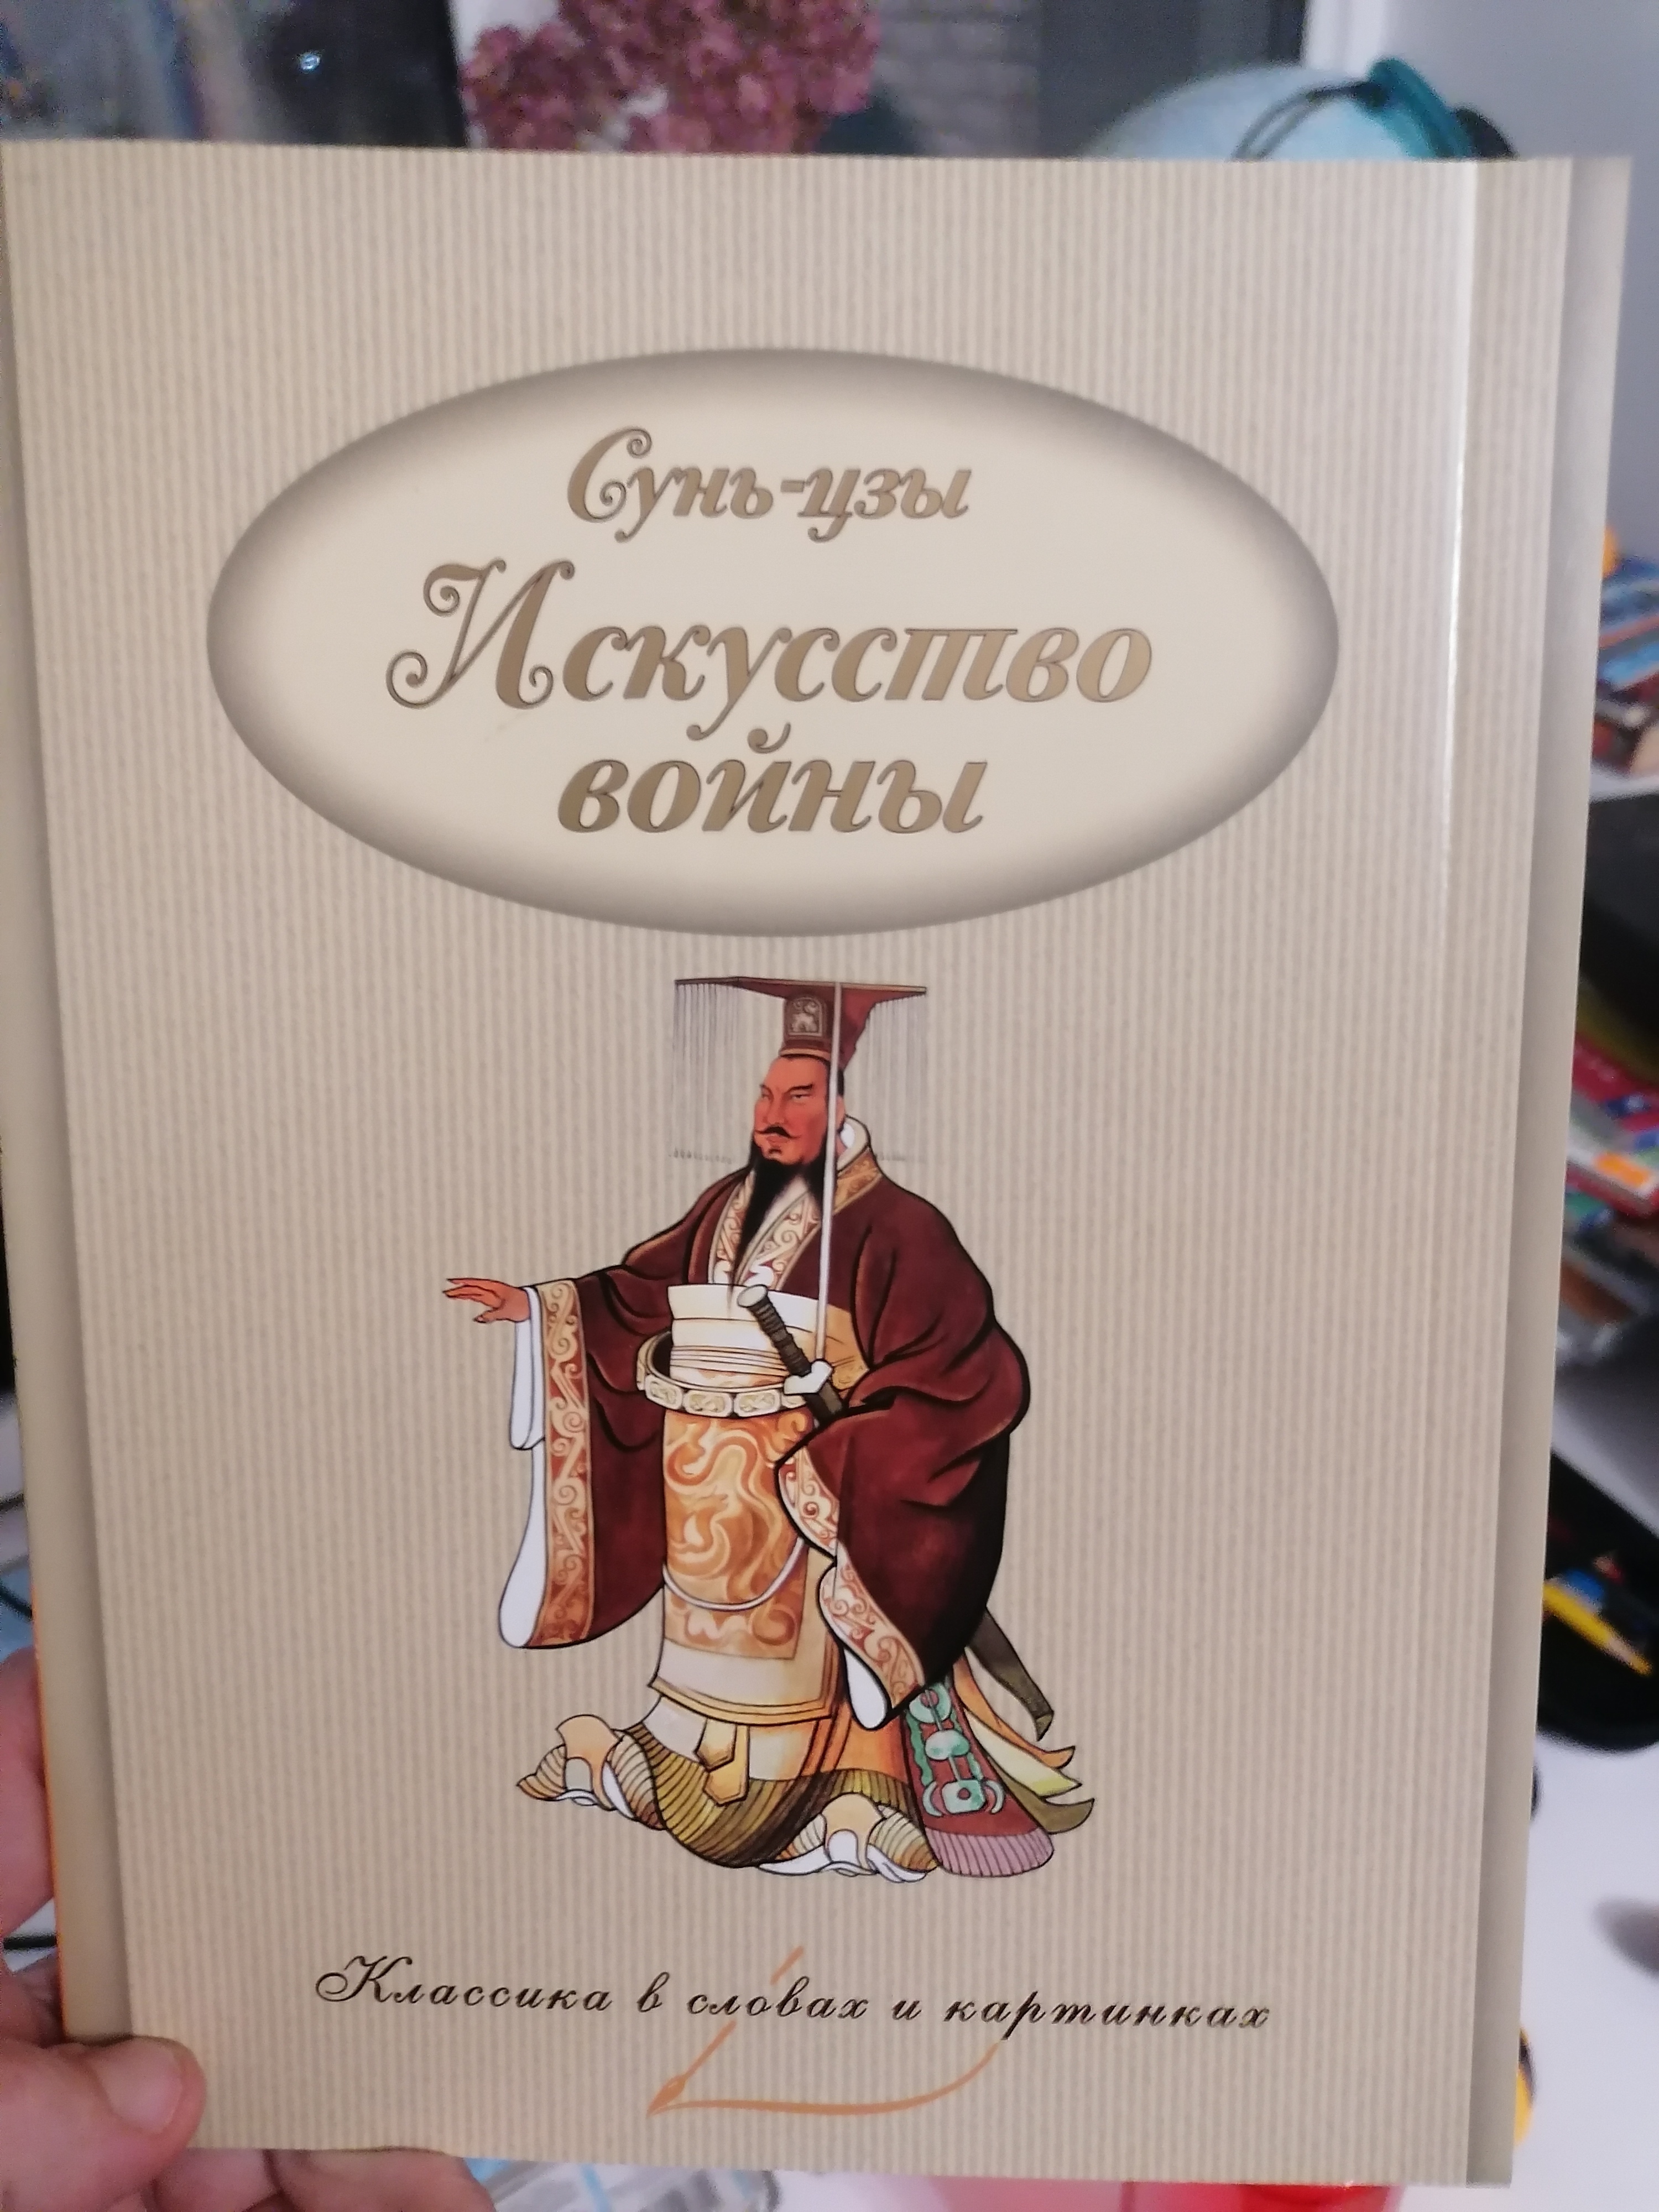 Сунь-цзы
Искусство
войны
Классика в словах и картинках